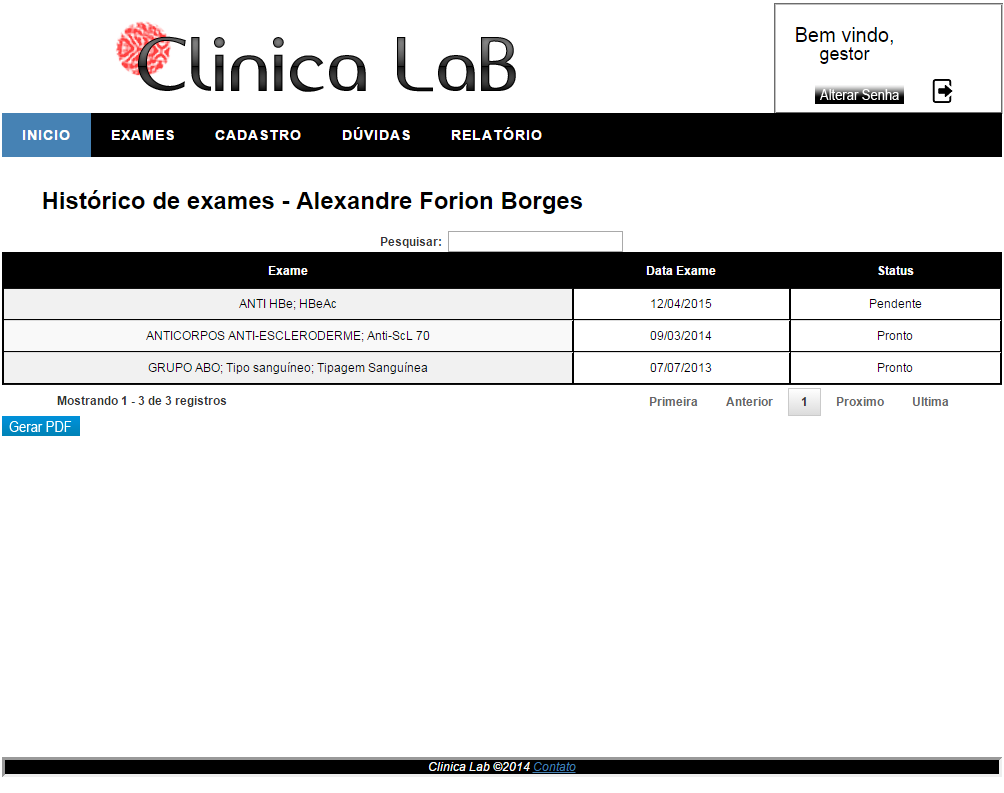 Clinica LaB
Bem vindo,
gestor
Alterar Senha
INICIO EXAMES CADASTRO DÚVIDAS RELATÓRIO
Histórico de exames - Alexandre Forion Borges
Pesquisar:
Exame Data Exame Status
ANTI HBe; HBeAc 12/04/2015 Pendente
ANTICORPOS ANTI-ESCLERODERME; Anti-ScL 70 09/03/2014 Pronto
GRUPO ABO; Tipo sanguíneo; Tipagem Sanguínea 07/07/2013 Pronto
Mostrando 1 - 3 de 3 registros Primeira Anterior 1 Proximo Ultima
Gerar PDF
Clinica Lab ©2014 Contato